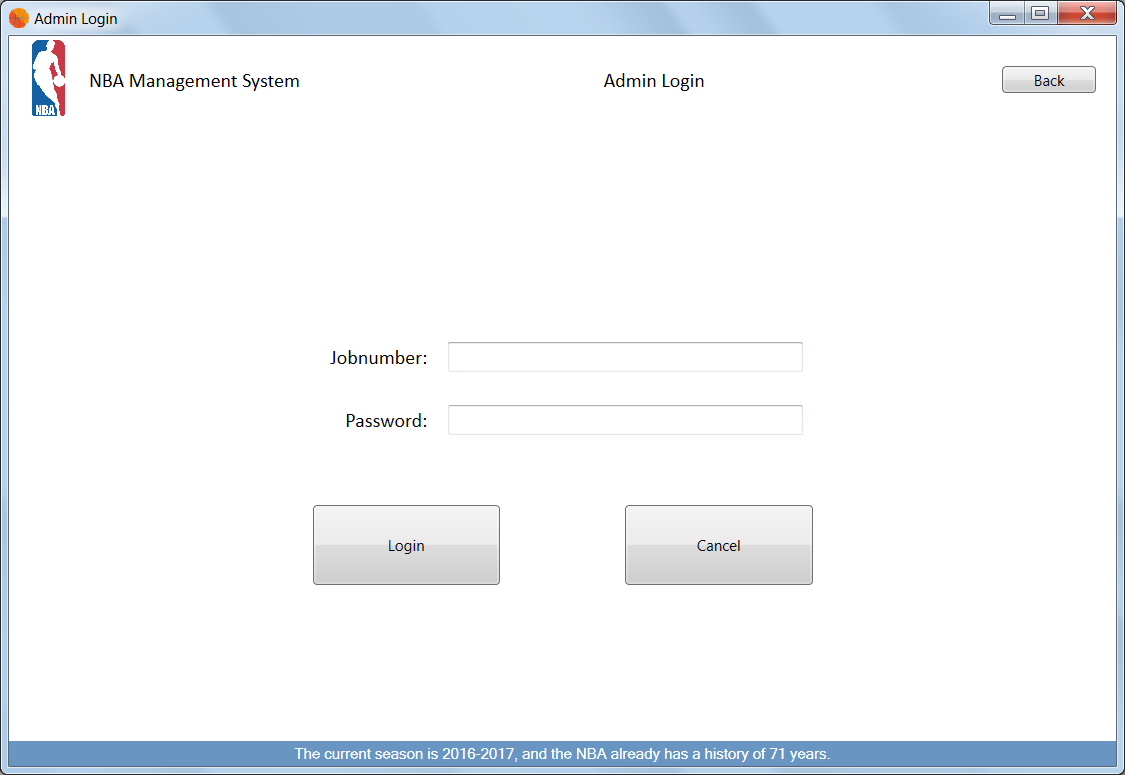 Admin Login
NBA Management System
Admin Login
Back
NBA
Jobnumber:
Password:
Login
Cancel
The current season is 2016-2017, and the NBA already has a history of 71 years.